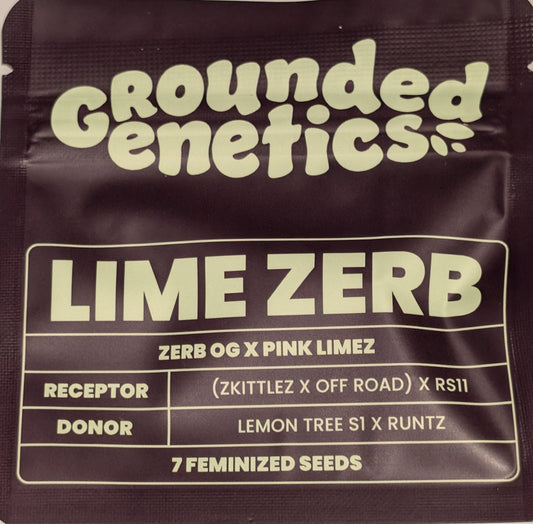 Grounded
Genetics
LIME ZERB
ZERB OG X PINK LIMEZ
RECEPTOR (ZKITTLEZ X OFF ROAD) X RS11
DONOR LEMON TREE S1 X RUNTZ
7 FEMINIZED SEEDS